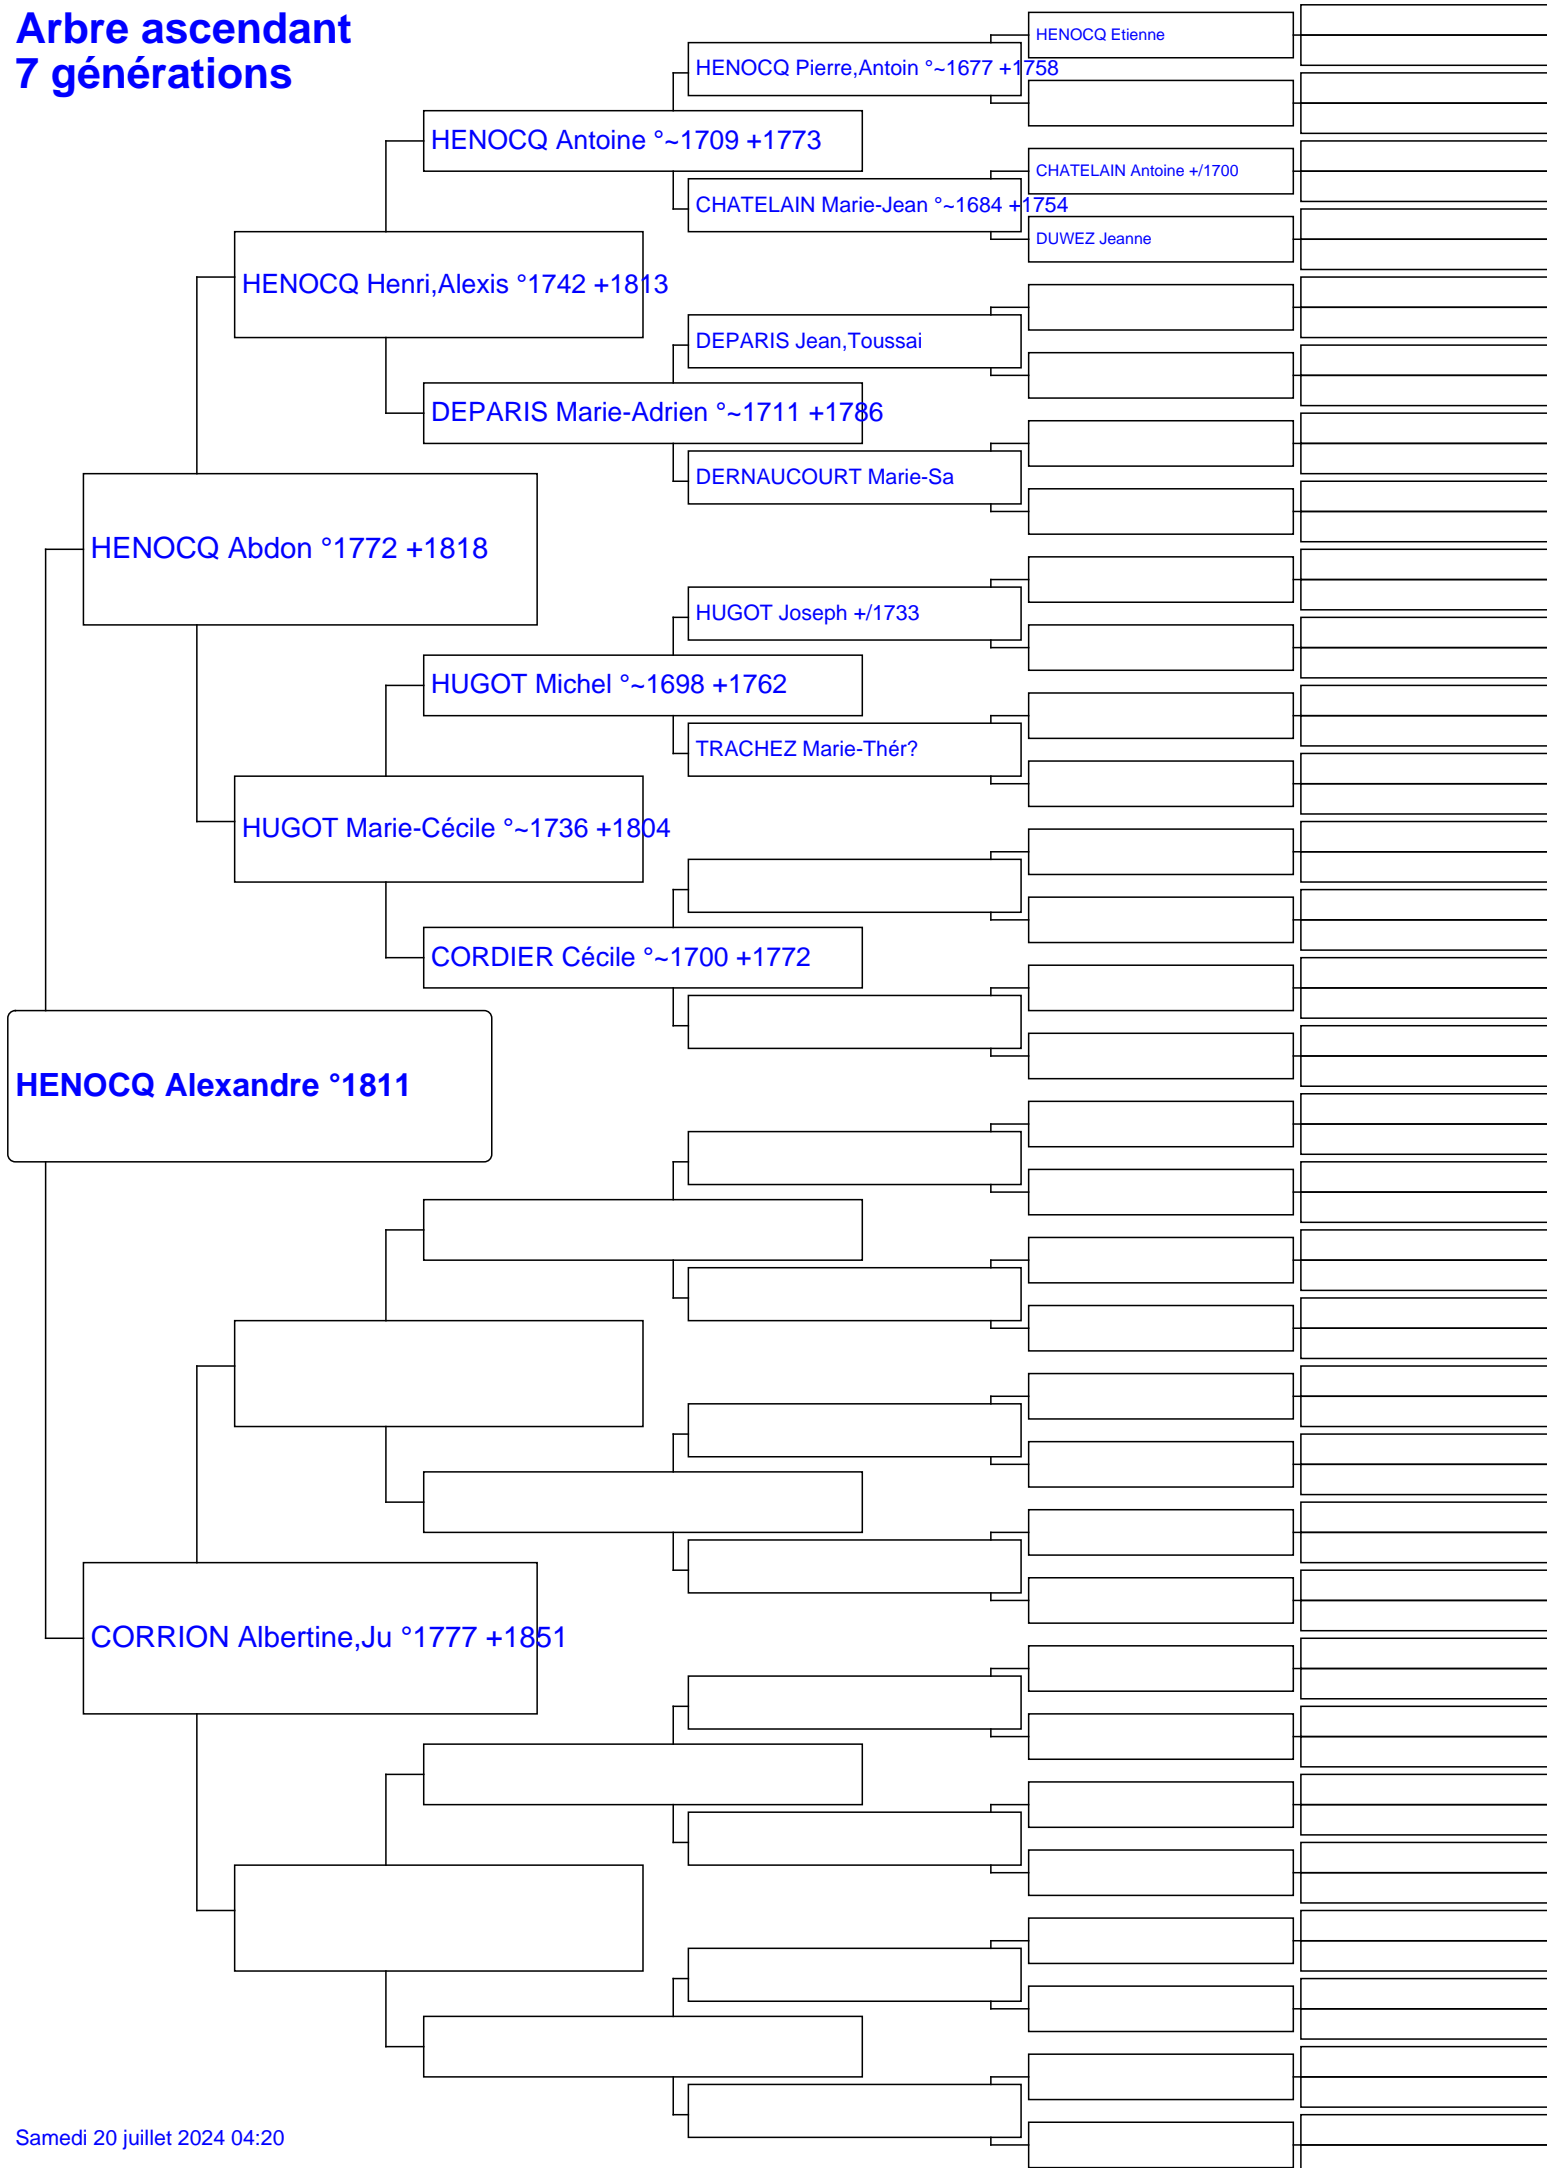 Arbre ascendant
7 générations
HENOCQ Etienne
HENOCQ Pierre,Antoin °~1677 +1758
HENOCQ Antoine °~1709 +1773
CHATELAIN Antoine +/1700
CHATELAIN Marie-Jean °~1684 +1754
DUWEZ Jeanne
HENOCQ Henri,Alexis °1742 +1813
DEPARIS Jean,Toussai
DEPARIS Marie-Adrien °~1711 +1786
DERNAUCOURT Marie-Sa
HENOCQ Abdon °1772 +1818
HUGOT Joseph +/1733
HUGOT Michel °~1698 +1762
TRACHEZ Marie-Thér?
HUGOT Marie-Cécile °~1736 +1804
CORDIER Cécile °~1700 +1772
HENOCQ Alexandre °1811
CORRION Albertine,Ju °1777 +1851
Samedi 20 juillet 2024 04:20